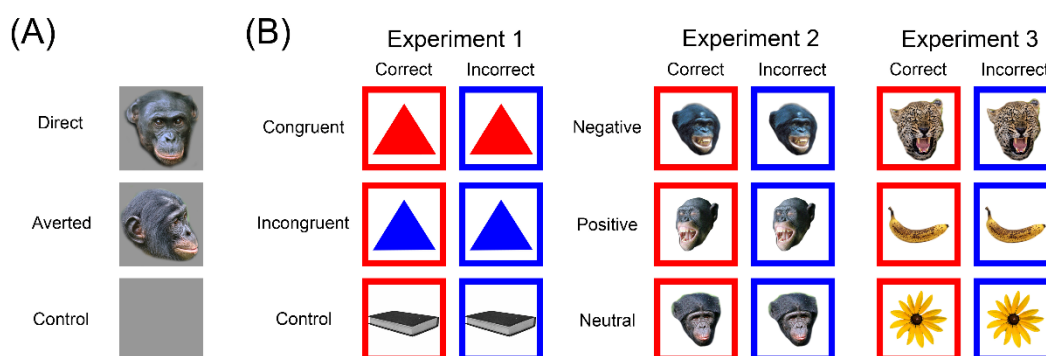 (A)
Direct
Averted
Control
(B)
Experiment 1
Correct Incorrect
Congruent
Incongruent
Control
Experiment 2
Correct Incorrect
Negative
Positive
Neutral
Experiment 3
Correct Incorrect